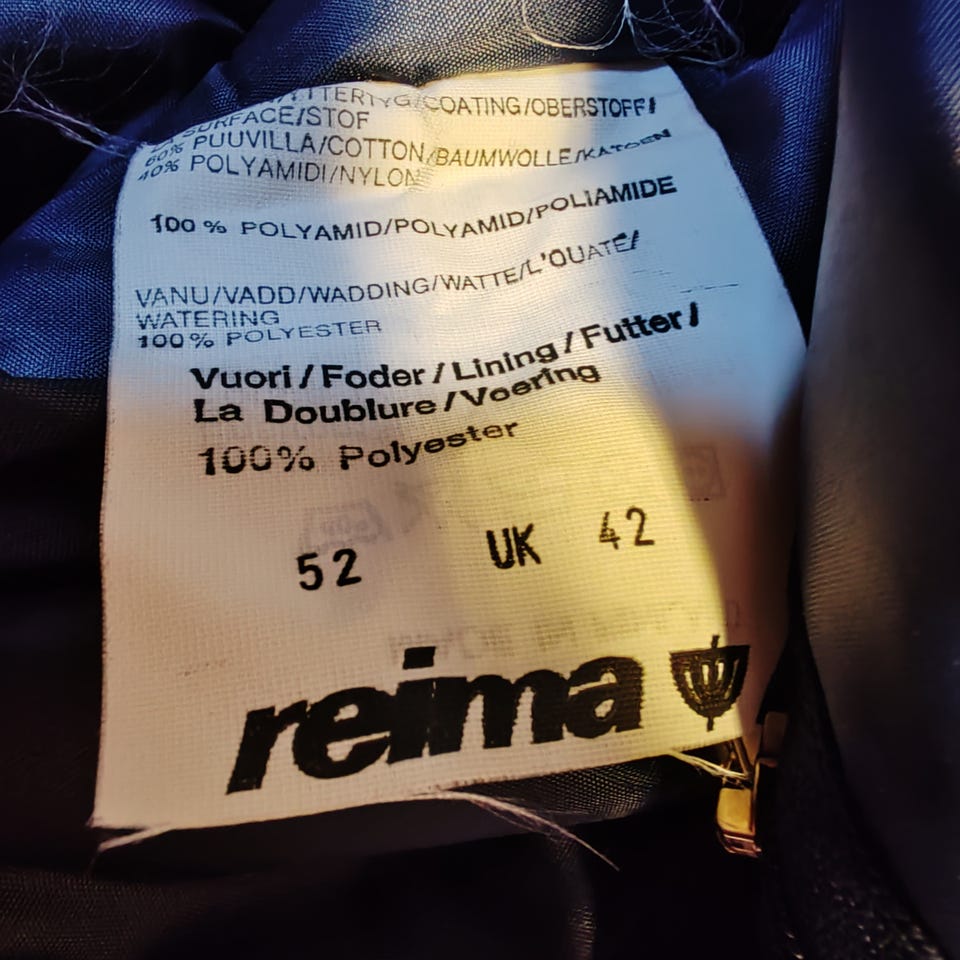 COATING/OBERSTOFF/
SURFACE/STOF
60% PUUVILLA/COTTON/BAUMWOLLE/KATOEN
40% POLYAMIDI/NYLON
100% POLYAMID/POLYAMID/POLIAMIDE
VANU/VADD/WADDING/WATTE/L'OUATE/
WATERING
100% POLYESTER
Vuori/Foder/Lining/Futter/
La Doublure/Voering
100% Polyester
52 UK 42
reima